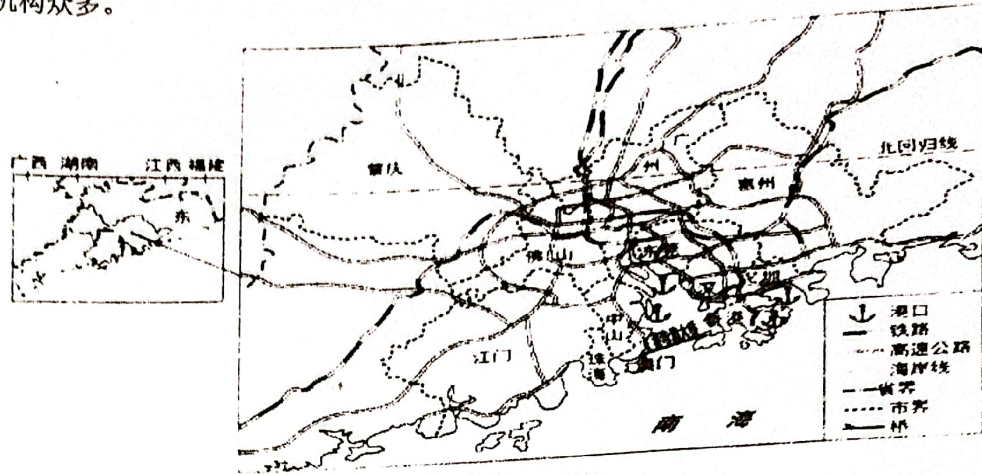 机构众多。
北回归线
广西 湖南 江西 福建
肇庆
州
惠州
东
佛山
东莞
深圳
香港
中山
江门
珠海
澳门
南海
港口
铁路
高速公路
海岸线
省界
市界
桥